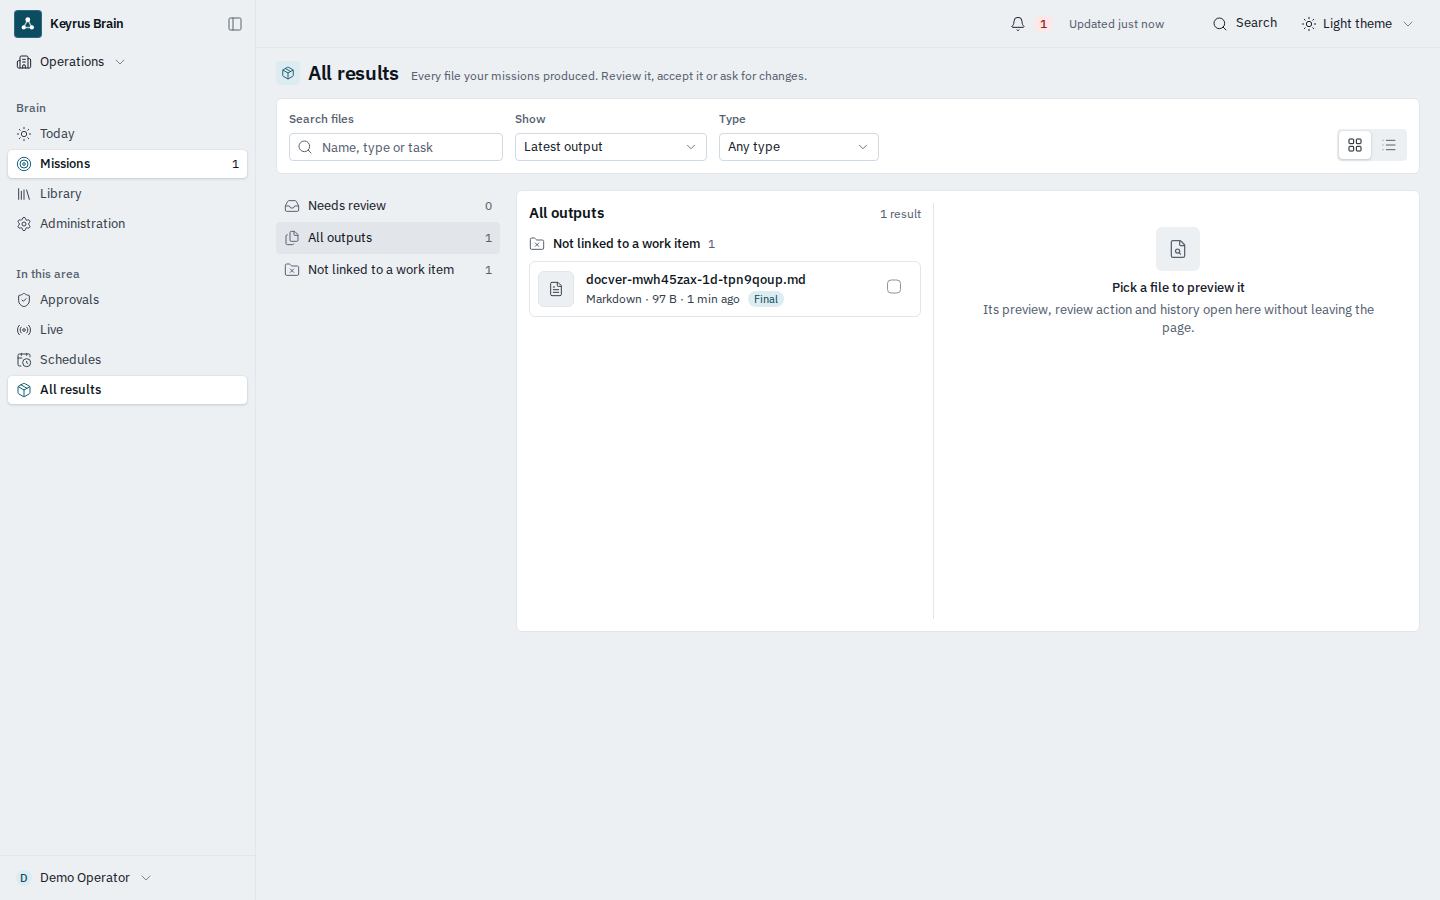 Keyrus Brain
Operations
Brain
Today
Missions 1
Library
Administration
In this area
Approvals
Live
Schedules
All results
Demo Operator
D
1
Updated just now
Search
Light theme
All results
Every file your missions produced. Review it, accept it or ask for changes.
Search files
Name, type or task
Show
Latest output
Type
Any type
Needs review 0
All outputs 1
Not linked to a work item 1
All outputs
1 result
Not linked to a work item 1
docver-mwh45zax-1d-tpn9qoup.md
Markdown · 97 B · 1 min ago Final
Pick a file to preview it
Its preview, review action and history open here without leaving the
page.